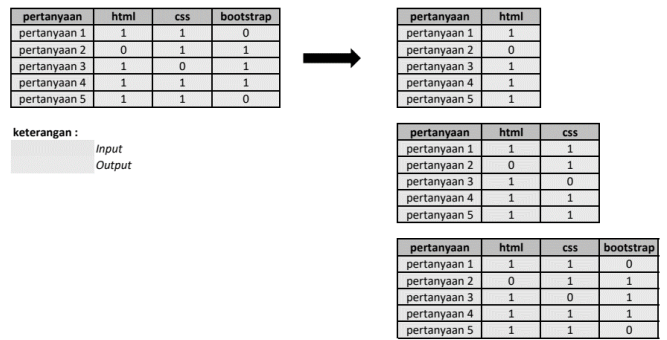 pertanyaan html css bootstrap
pertanyaan 1 1 1 0
pertanyaan 2 0 1 1
pertanyaan 3 1 0 1
pertanyaan 4 1 1 1
pertanyaan 5 1 1 0
keterangan :
Input
Output
pertanyaan html
pertanyaan 1 1
pertanyaan 2 0
pertanyaan 3 1
pertanyaan 4 1
pertanyaan 5 1
pertanyaan html css
pertanyaan 1 1 1
pertanyaan 2 0 1
pertanyaan 3 1 0
pertanyaan 4 1 1
pertanyaan 5 1 1
pertanyaan html css bootstrap
pertanyaan 1 1 1 0
pertanyaan 2 0 1 1
pertanyaan 3 1 0 1
pertanyaan 4 1 1 1
pertanyaan 5 1 1 0